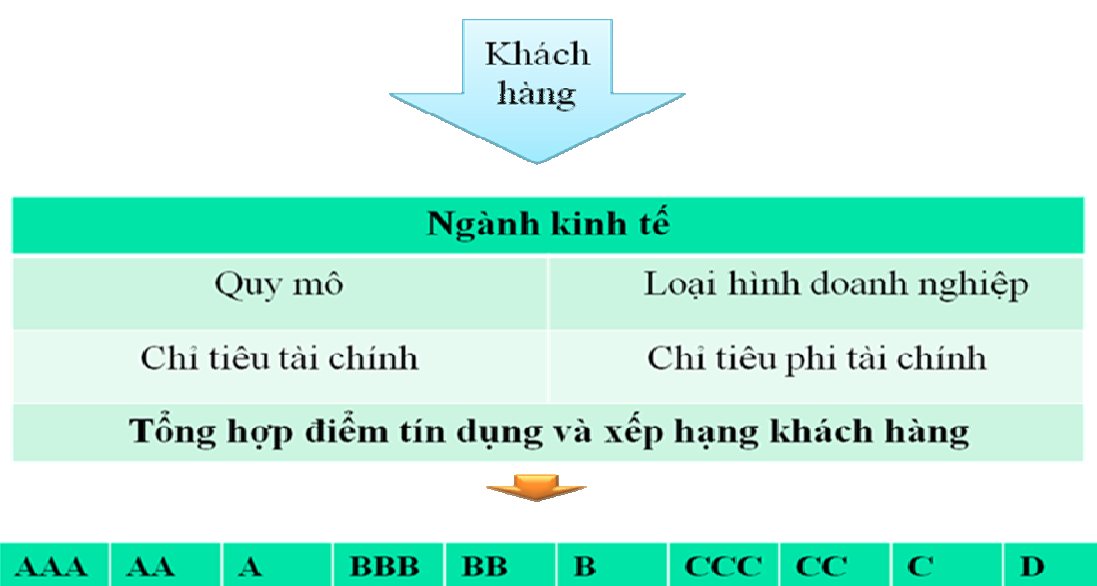 Khách
hàng
Ngành kinh tế
Quy mô Loại hình doanh nghiệp
Chỉ tiêu tài chính Chỉ tiêu phi tài chính
Tổng hợp điểm tín dụng và xếp hạng khách hàng
AAA AA A BBB BB B CCC CC C D